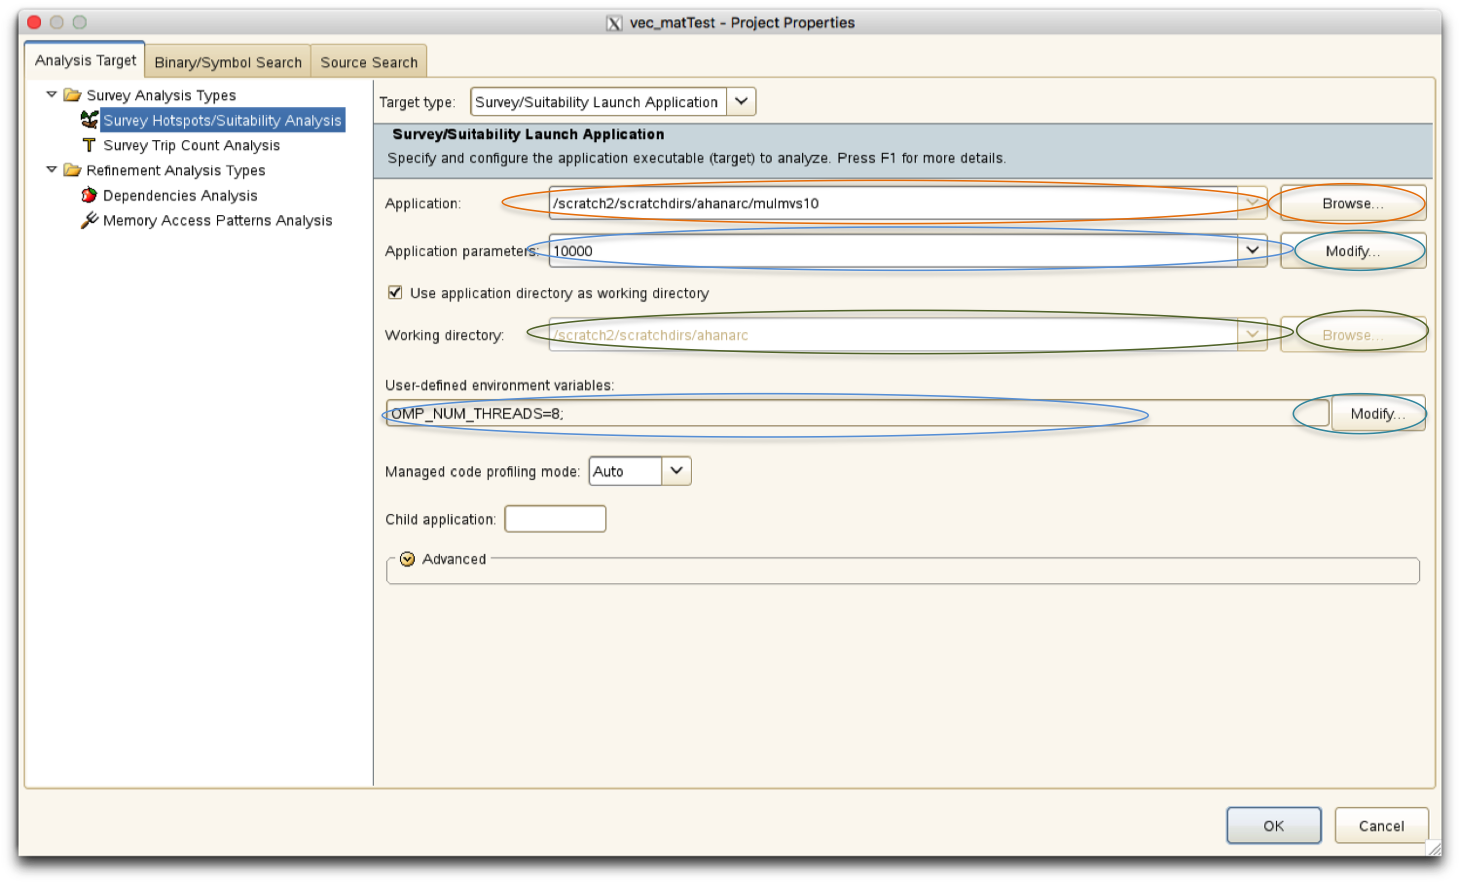 vec_matTest - Project Properties
Analysis Target Binary/Symbol Search Source Search
Survey Analysis Types
Survey Hotspots/Suitability Analysis
Survey Trip Count Analysis
Refinement Analysis Types
Dependencies Analysis
Memory Access Patterns Analysis
Target type: Survey/Suitability Launch Application
Survey/Suitability Launch Application
Specify and configure the application executable (target) to analyze. Press F1 for more details.
Application: /scratch2/scratchdirs/ahanarc/mulmvs10 Browse...
Application parameters: 10000 Modify...
Use application directory as working directory
Working directory: /scratch2/scratchdirs/ahanarc Browse...
User-defined environment variables:
OMP_NUM_THREADS=8; Modify...
Managed code profiling mode: Auto
Child application:
Advanced
OK Cancel